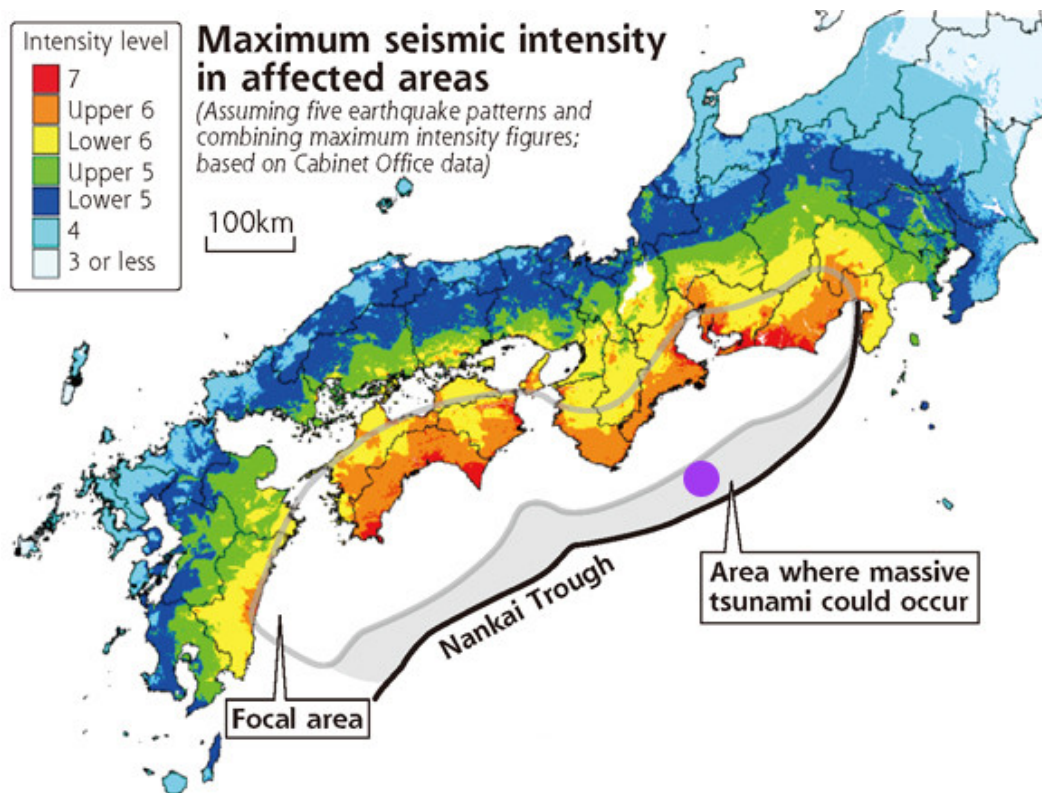 Intensity level
7
Upper 6
Lower 6
Upper 5
Lower 5
4
3 or less
Maximum seismic intensity
in affected areas
(Assuming five earthquake patterns and
combining maximum intensity figures;
based on Cabinet Office data)
100km
Area where massive
tsunami could occur
Nankai Trough
Focal area